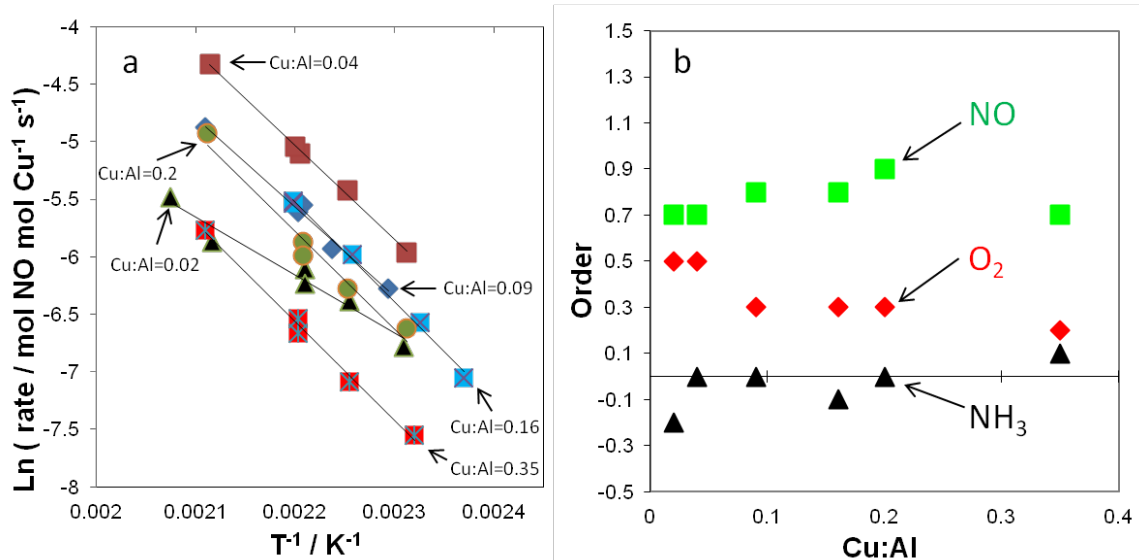 a
Ln ( rate / mol NO mol Cu⁻¹ s⁻¹ )
-4
-4.5
-5
-5.5
-6
-6.5
-7
-7.5
-8
Cu:Al=0.04
Cu:Al=0.2
Cu:Al=0.02
Cu:Al=0.09
Cu:Al=0.16
Cu:Al=0.35
0.002
0.0021
0.0022
0.0023
0.0024
T⁻¹ / K⁻¹
b
Order
1.5
1.3
1.1
0.9
0.7
0.5
0.3
0.1
-0.1
-0.3
-0.5
NO
O₂
NH₃
0
0.1
0.2
0.3
0.4
Cu:Al